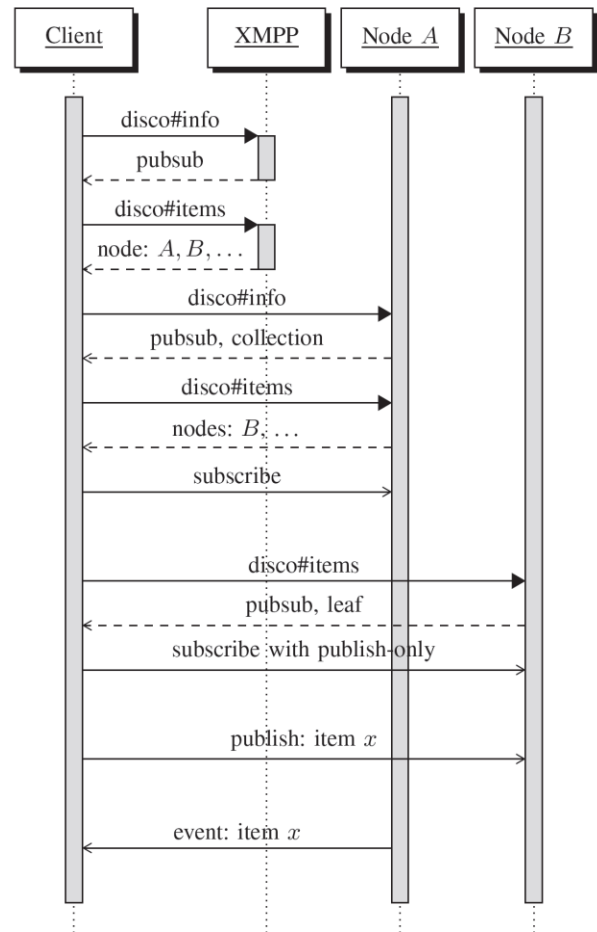 Client
XMPP
Node A
Node B
disco#info
pubsub
disco#items
node: A, B, ...
disco#info
pubsub, collection
disco#items
nodes: B, ...
subscribe
disco#items
pubsub, leaf
subscribe with publish-only
publish: item x
event: item x